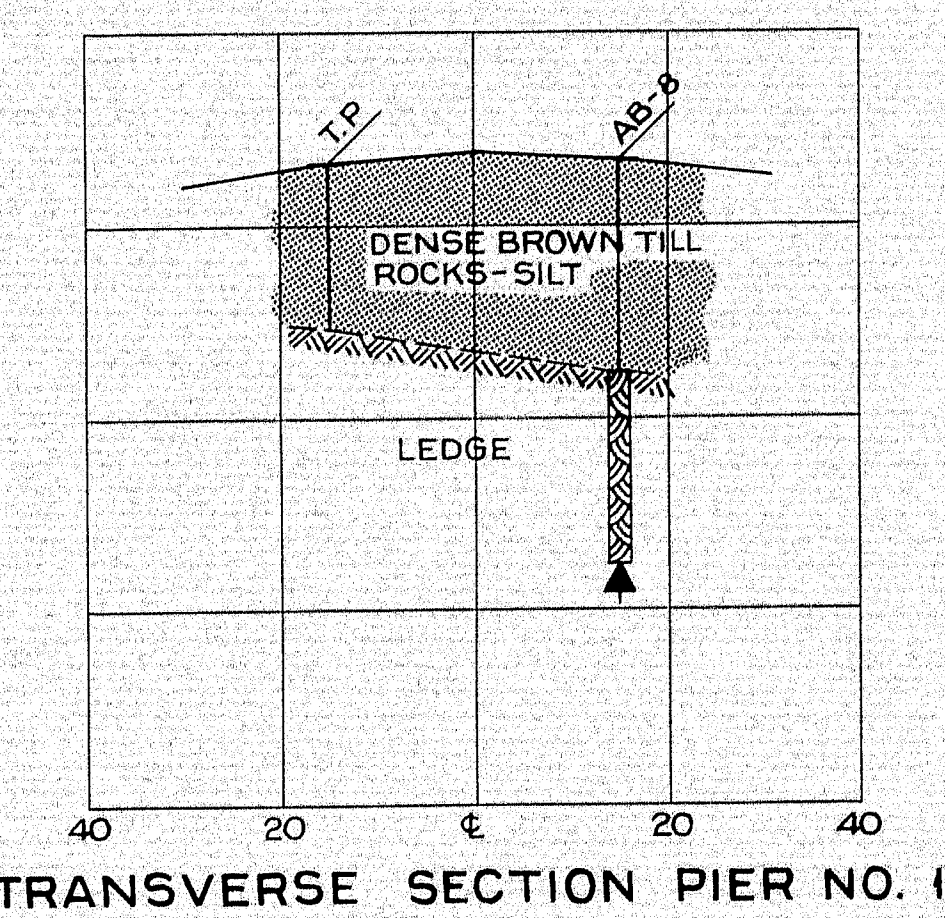 T.P
AB-8
DENSE BROWN TILL
ROCKS-SILT
LEDGE
40 20 ℄ 20 40
TRANSVERSE SECTION PIER NO.